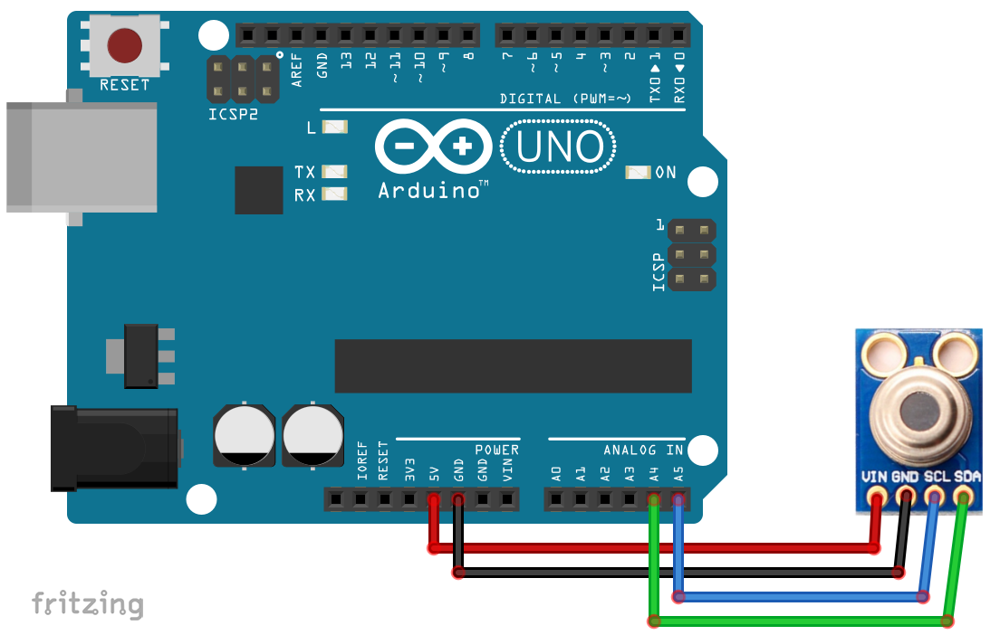 RESET
ICSP2
AREF
GND
13
12
~11
~10
~9
8
7
~6
~5
4
~3
2
TX0 ▶ 1
RX0 ◀ 0
DIGITAL (PWM=~)
L
TX
RX
UNO
Arduino™
ON
1
ICSP
IOREF
RESET
3V3
5V
GND
GND
VIN
POWER
ANALOG IN
A0
A1
A2
A3
A4
A5
VIN GND SCL SDA
fritzing